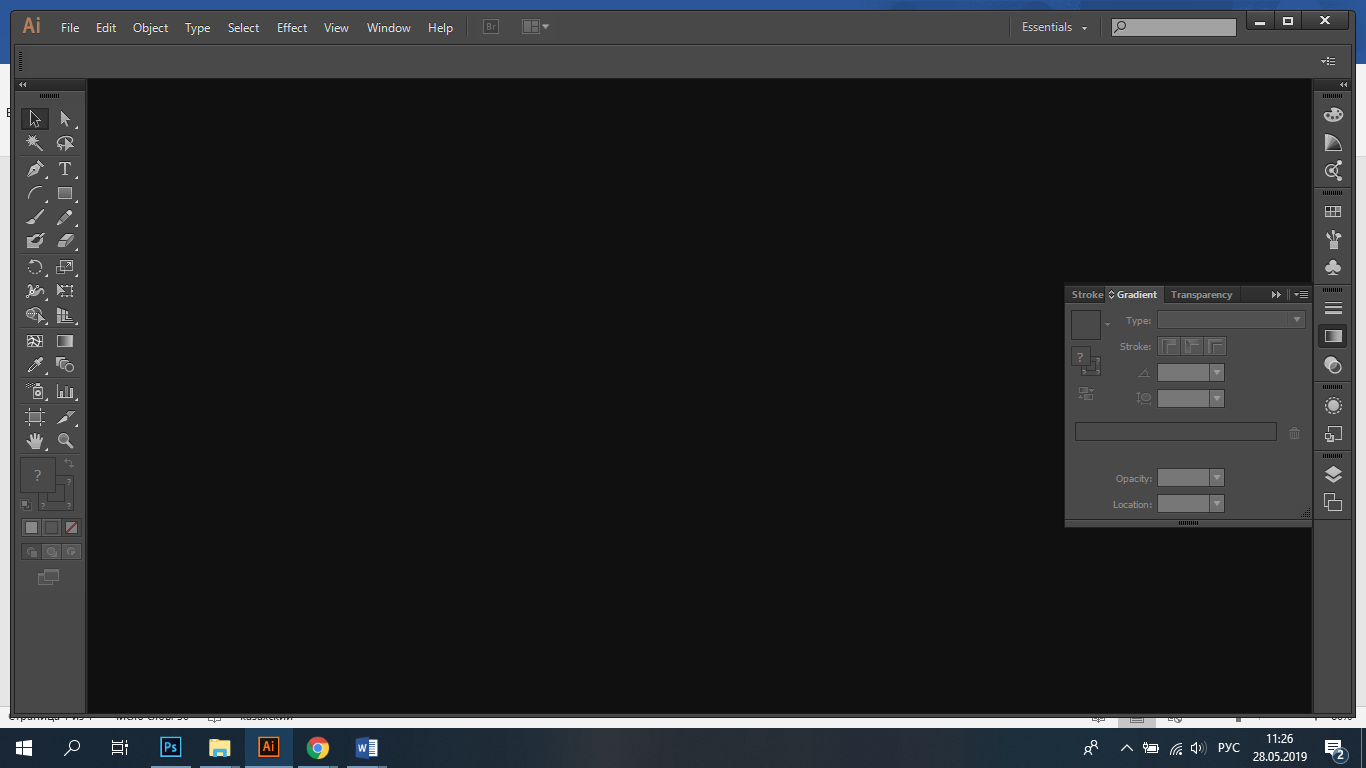 Ai File Edit Object Type Select Effect View Window Help Br Essentials
T
Stroke Gradient Transparency
Type:
Stroke:
?
?
Opacity:
Location:
Ps Ai W РУС 11:26
28.05.2019 2